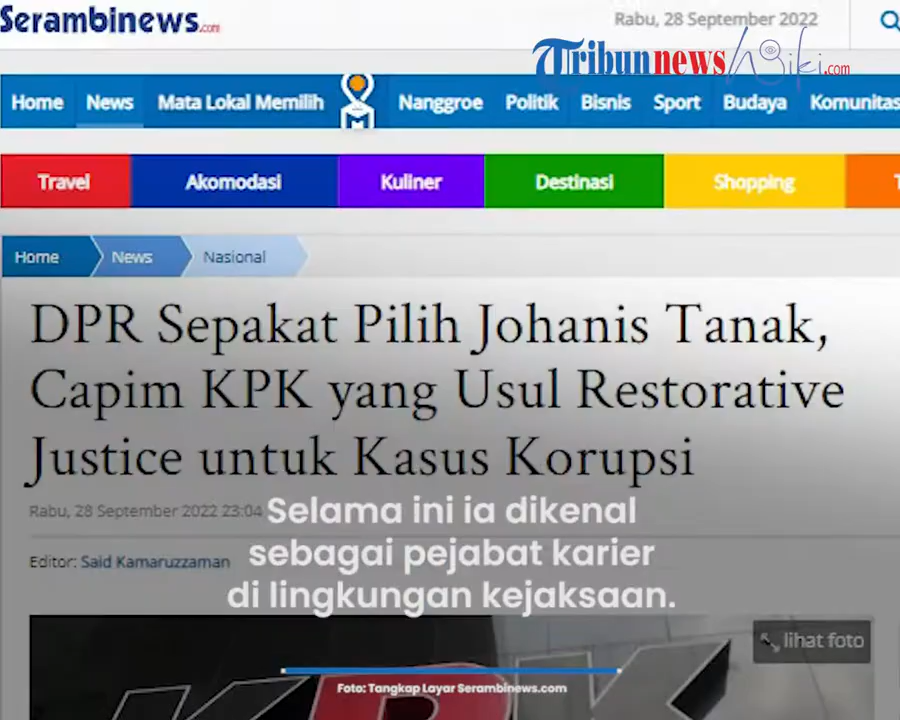 Serambinews.com
Rabu, 28 September 2022
Tribunnews/wiki.com
Home News Mata Lokal Memilih Nanggroe Politik Bisnis Sport Budaya Komunitas
Travel Akomodasi Kuliner Destinasi Shopping T
Home News Nasional
DPR Sepakat Pilih Johanis Tanak,
Capim KPK yang Usul Restorative
Justice untuk Kasus Korupsi
Rabu, 28 September 2022 23:04
Selama ini ia dikenal
sebagai pejabat karier
di lingkungan kejaksaan.
Editor: Said Kamaruzzaman
lihat foto
KPK
Foto: Tangkap Layar Serambinews.com